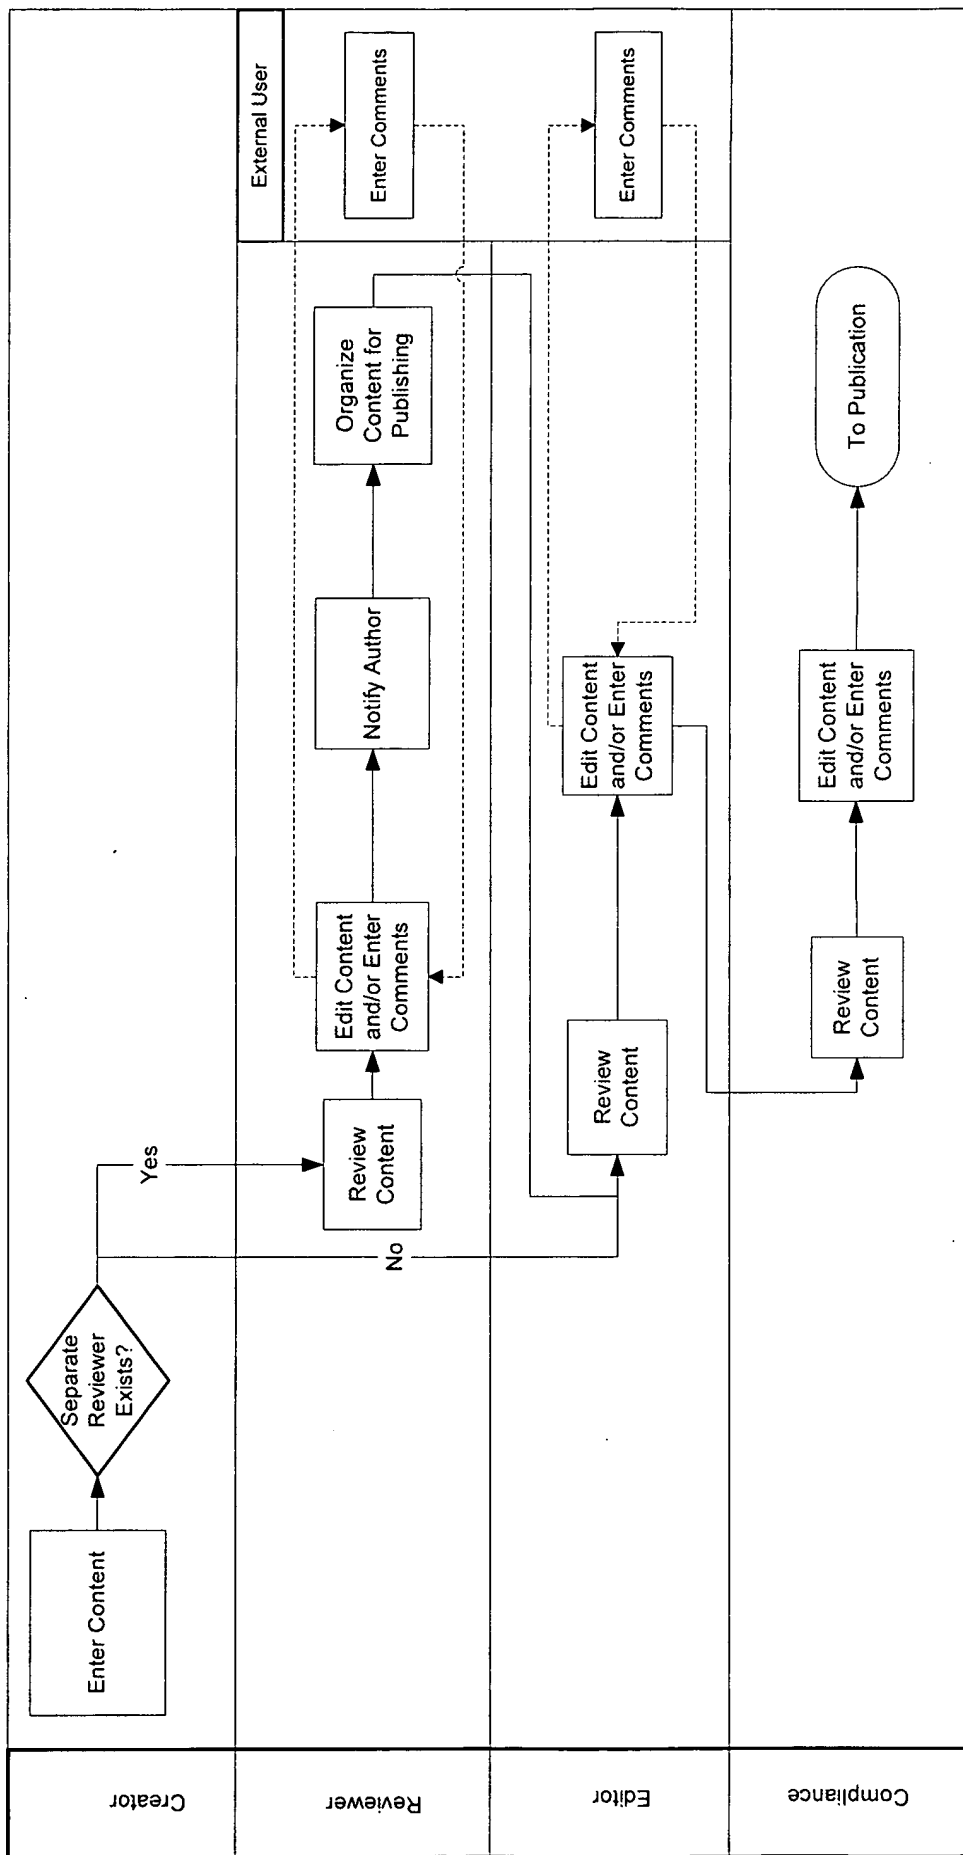 Creator
Enter Content
Separate
Reviewer
Exists?
Yes
No
Reviewer
Review
Content
Edit Content
and/or Enter
Comments
Notify Author
Organize
Content for
Publishing
External User
Enter Comments
Editor
Review
Content
Edit Content
and/or Enter
Comments
Enter Comments
Compliance
Review
Content
Edit Content
and/or Enter
Comments
To Publication